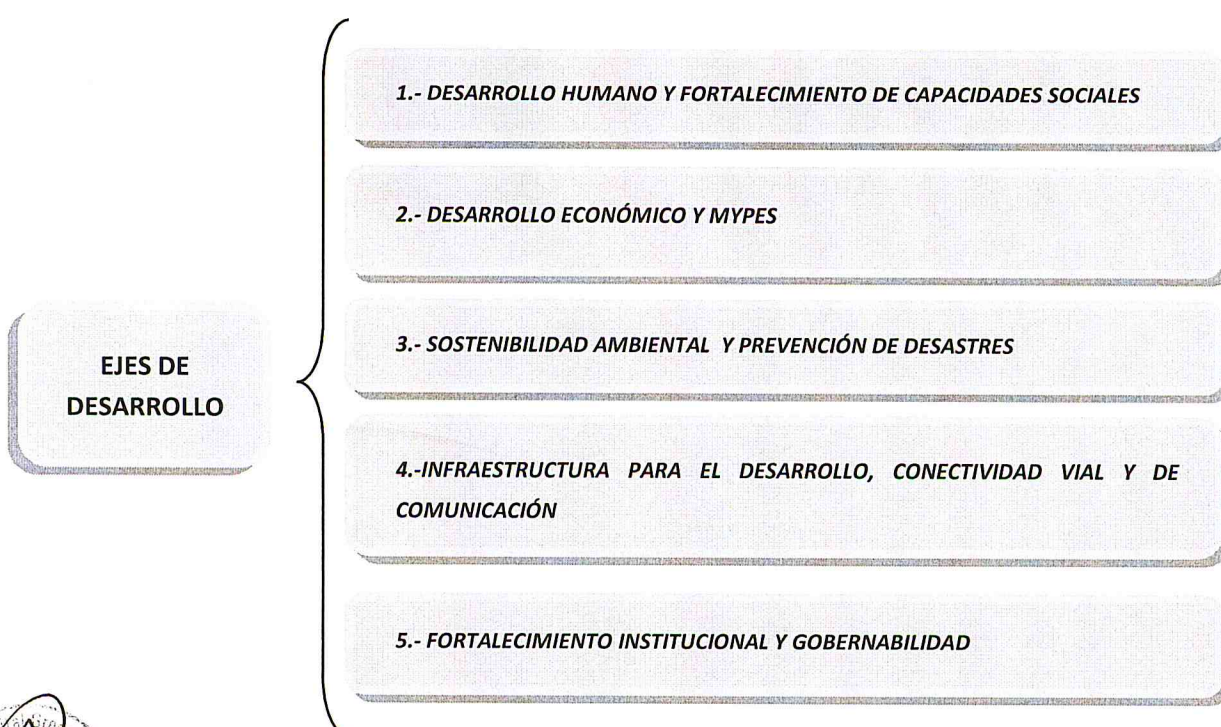 1.- DESARROLLO HUMANO Y FORTALECIMIENTO DE CAPACIDADES SOCIALES
2.- DESARROLLO ECONÓMICO Y MYPES
EJES DE
DESARROLLO
3.- SOSTENIBILIDAD AMBIENTAL Y PREVENCIÓN DE DESASTRES
4.-INFRAESTRUCTURA PARA EL DESARROLLO, CONECTIVIDAD VIAL Y DE
COMUNICACIÓN
5.- FORTALECIMIENTO INSTITUCIONAL Y GOBERNABILIDAD